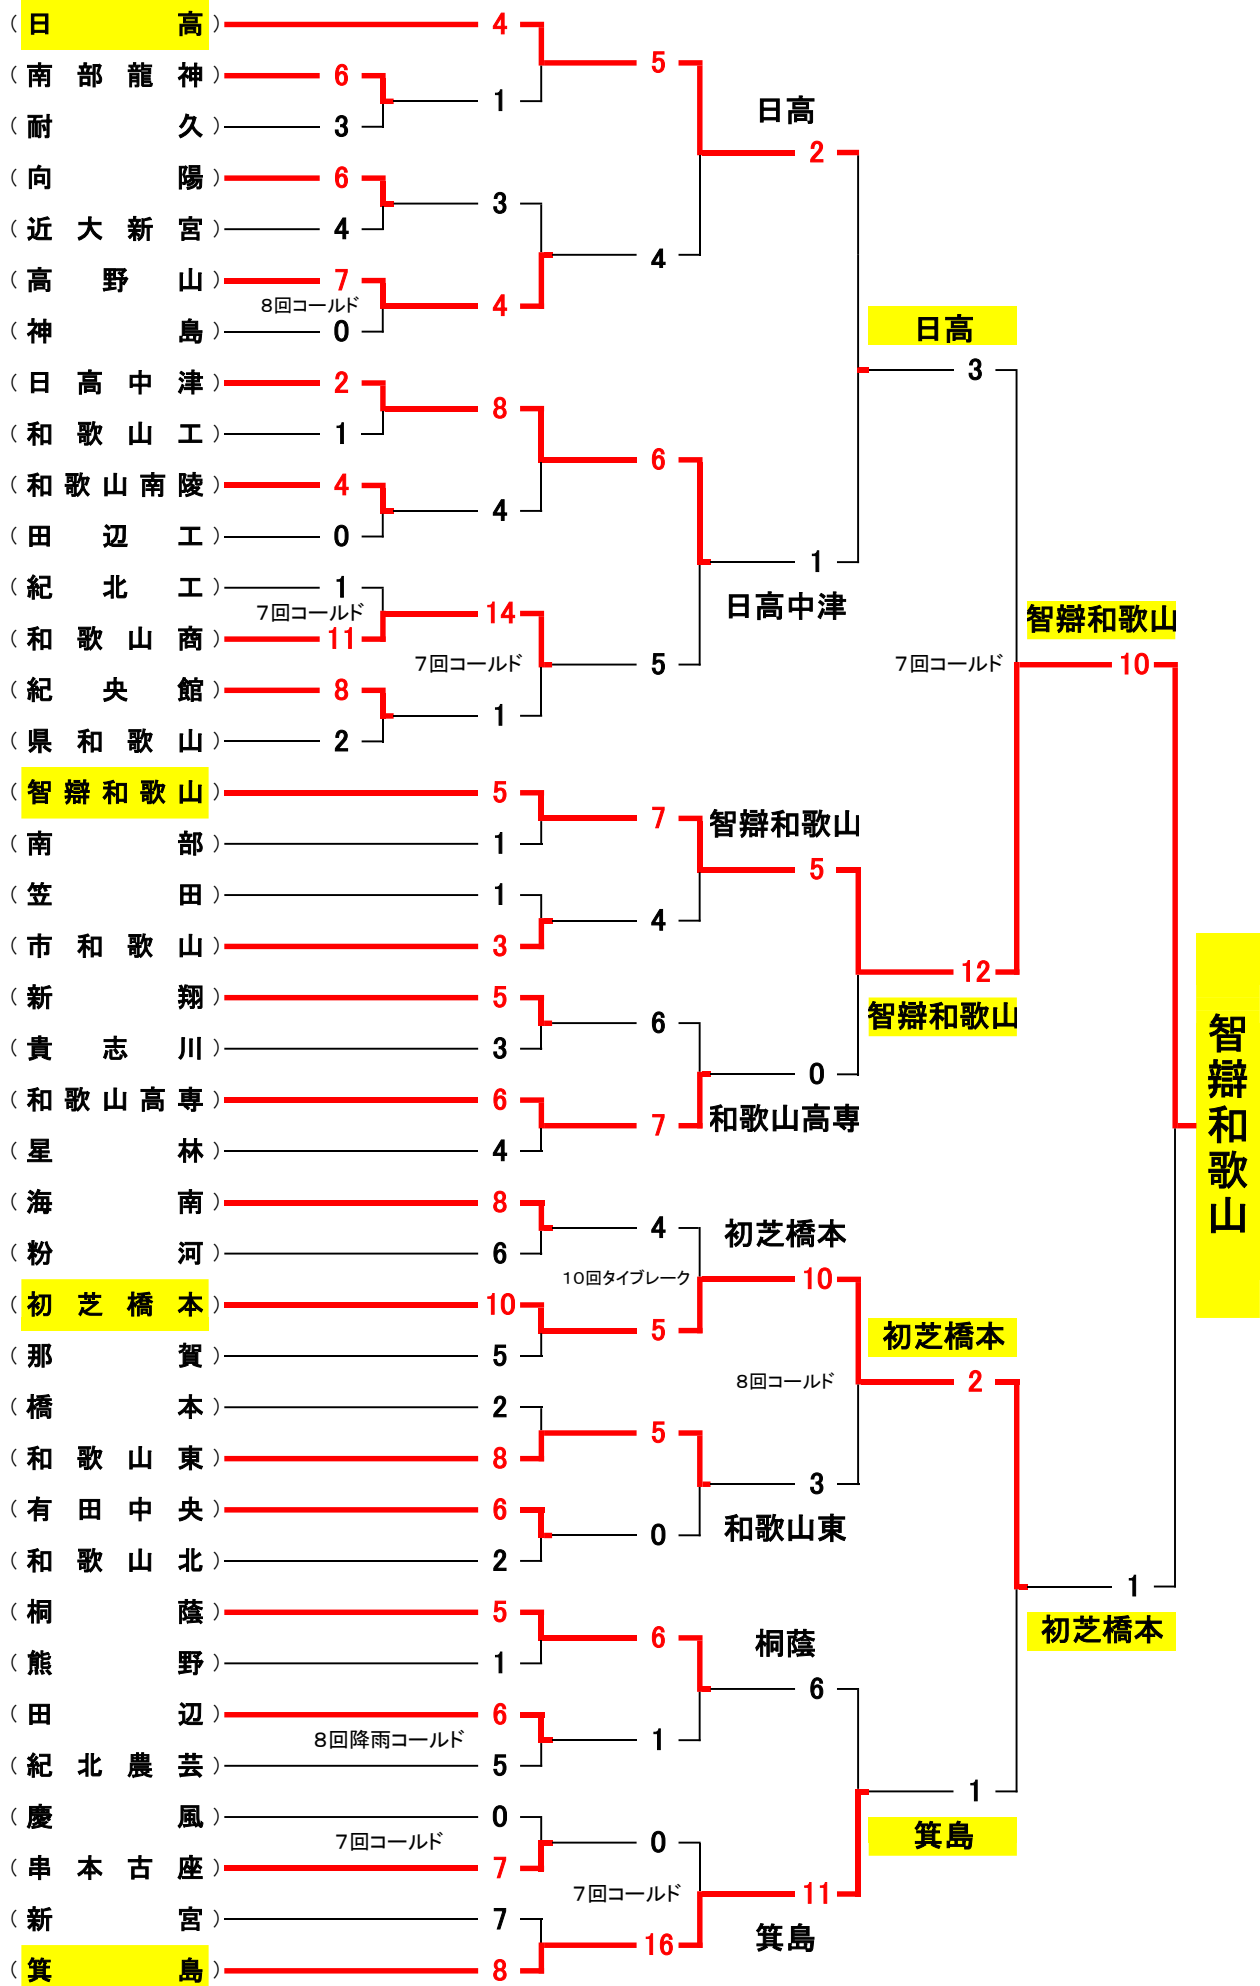 (日高) 4
5
(南部龍神) 6
1
日高
(耐久) 3
2
(向陽) 6
3
(近大新宮) 4
4
(高野山) 7
8回コールド
4
(神島) 0
日高
3
(日高中津) 2
8
(和歌山工) 1
6
(和歌山南陵) 4
4
(田辺工) 0
1
日高中津
(紀北工) 1
7回コールド
14
智辯和歌山
(和歌山商) 11
7回コールド
5
7回コールド
10
(紀央館) 8
1
(県和歌山) 2
(智辯和歌山) 5
7
智辯和歌山
(南部) 1
5
(笠田) 1
4
(市和歌山) 3
12
(新翔) 5
6
智辯和歌山
(貴志川) 3
0
智辯和歌山
(和歌山高専) 6
7
和歌山高専
(星林) 4
(海南) 8
4
初芝橋本
(粉河) 6
10回タイブレーク
10
(初芝橋本) 10
5
初芝橋本
(那賀) 5
8回コールド
2
(橋本) 2
5
(和歌山東) 8
3
(有田中央) 6
0
和歌山東
(和歌山北) 2
1
(桐蔭) 5
6
桐蔭
初芝橋本
(熊野) 1
6
(田辺) 6
8回降雨コールド
1
(紀北農芸) 5
1
(慶風) 0
7回コールド
0
箕島
(串本古座) 7
7回コールド
11
(新宮) 7
16
箕島
(箕島) 8